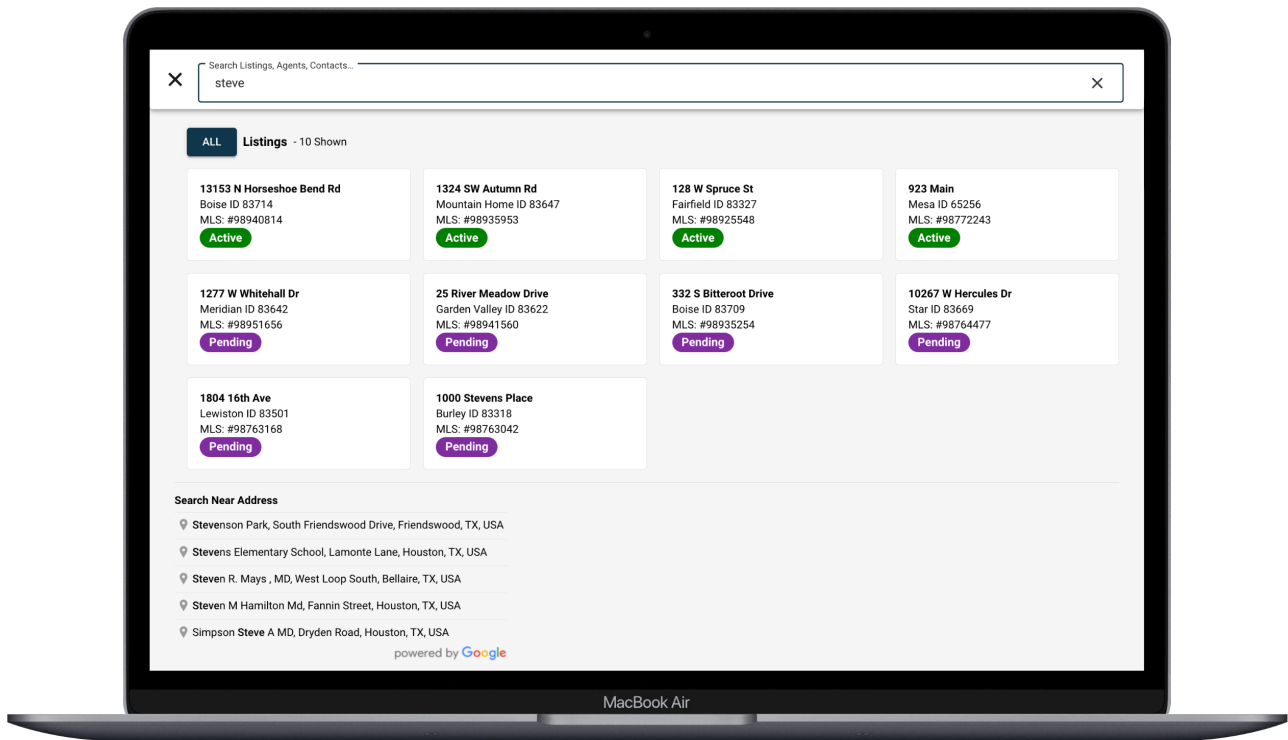 Search Listings, Agents, Contacts...
steve
ALL Listings - 10 Shown
13153 N Horseshoe Bend Rd
Boise ID 83714
MLS: #98940814
Active
1324 SW Autumn Rd
Mountain Home ID 83647
MLS: #98935953
Active
128 W Spruce St
Fairfield ID 83327
MLS: #98925548
Active
923 Main
Mesa ID 65256
MLS: #98772243
Active
1277 W Whitehall Dr
Meridian ID 83642
MLS: #98951656
Pending
25 River Meadow Drive
Garden Valley ID 83622
MLS: #98941560
Pending
332 S Bitteroot Drive
Boise ID 83709
MLS: #98935254
Pending
10267 W Hercules Dr
Star ID 83669
MLS: #98764477
Pending
1804 16th Ave
Lewiston ID 83501
MLS: #98763168
Pending
1000 Stevens Place
Burley ID 83318
MLS: #98763042
Pending
Search Near Address
Stevenson Park, South Friendswood Drive, Friendswood, TX, USA
Stevens Elementary School, Lamonte Lane, Houston, TX, USA
Steven R. Mays , MD, West Loop South, Bellaire, TX, USA
Steven M Hamilton Md, Fannin Street, Houston, TX, USA
Simpson Steve A MD, Dryden Road, Houston, TX, USA
powered by Google
MacBook Air